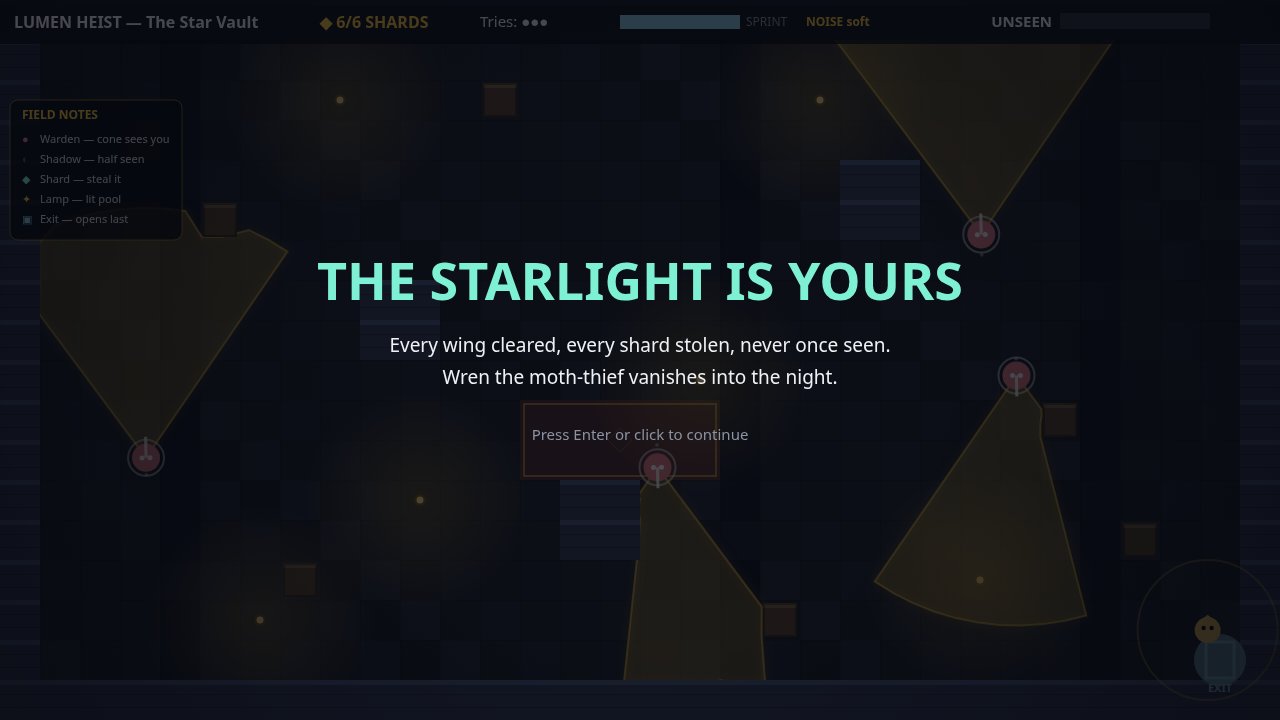 LUMEN HEIST — The Star Vault
◆ 6/6 SHARDS
Tries: ●●●
SPRINT
NOISE soft
UNSEEN
FIELD NOTES
Warden — cone sees you
Shadow — half seen
Shard — steal it
Lamp — lit pool
Exit — opens last
THE STARLIGHT IS YOURS
Every wing cleared, every shard stolen, never once seen.
Wren the moth-thief vanishes into the night.
Press Enter or click to continue
EXIT